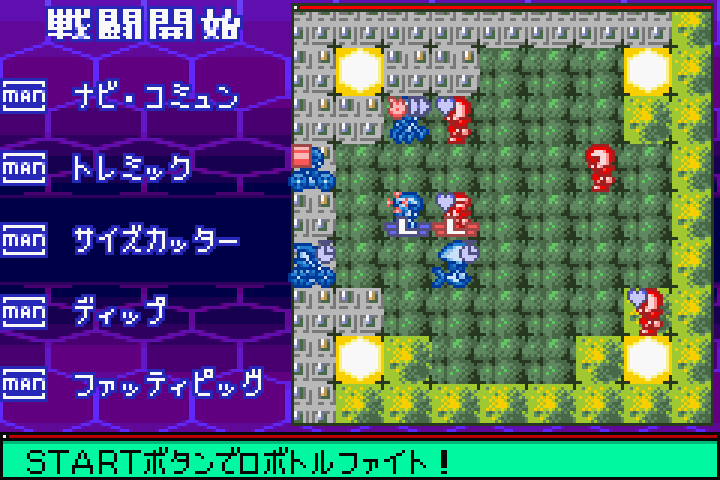 戦闘開始
MAN ナビ・コミュン
MAN トレミック
MAN サイズカッター
MAN ディップ
MAN ファッティピッグ
STARTボタンでロボトルファイト！